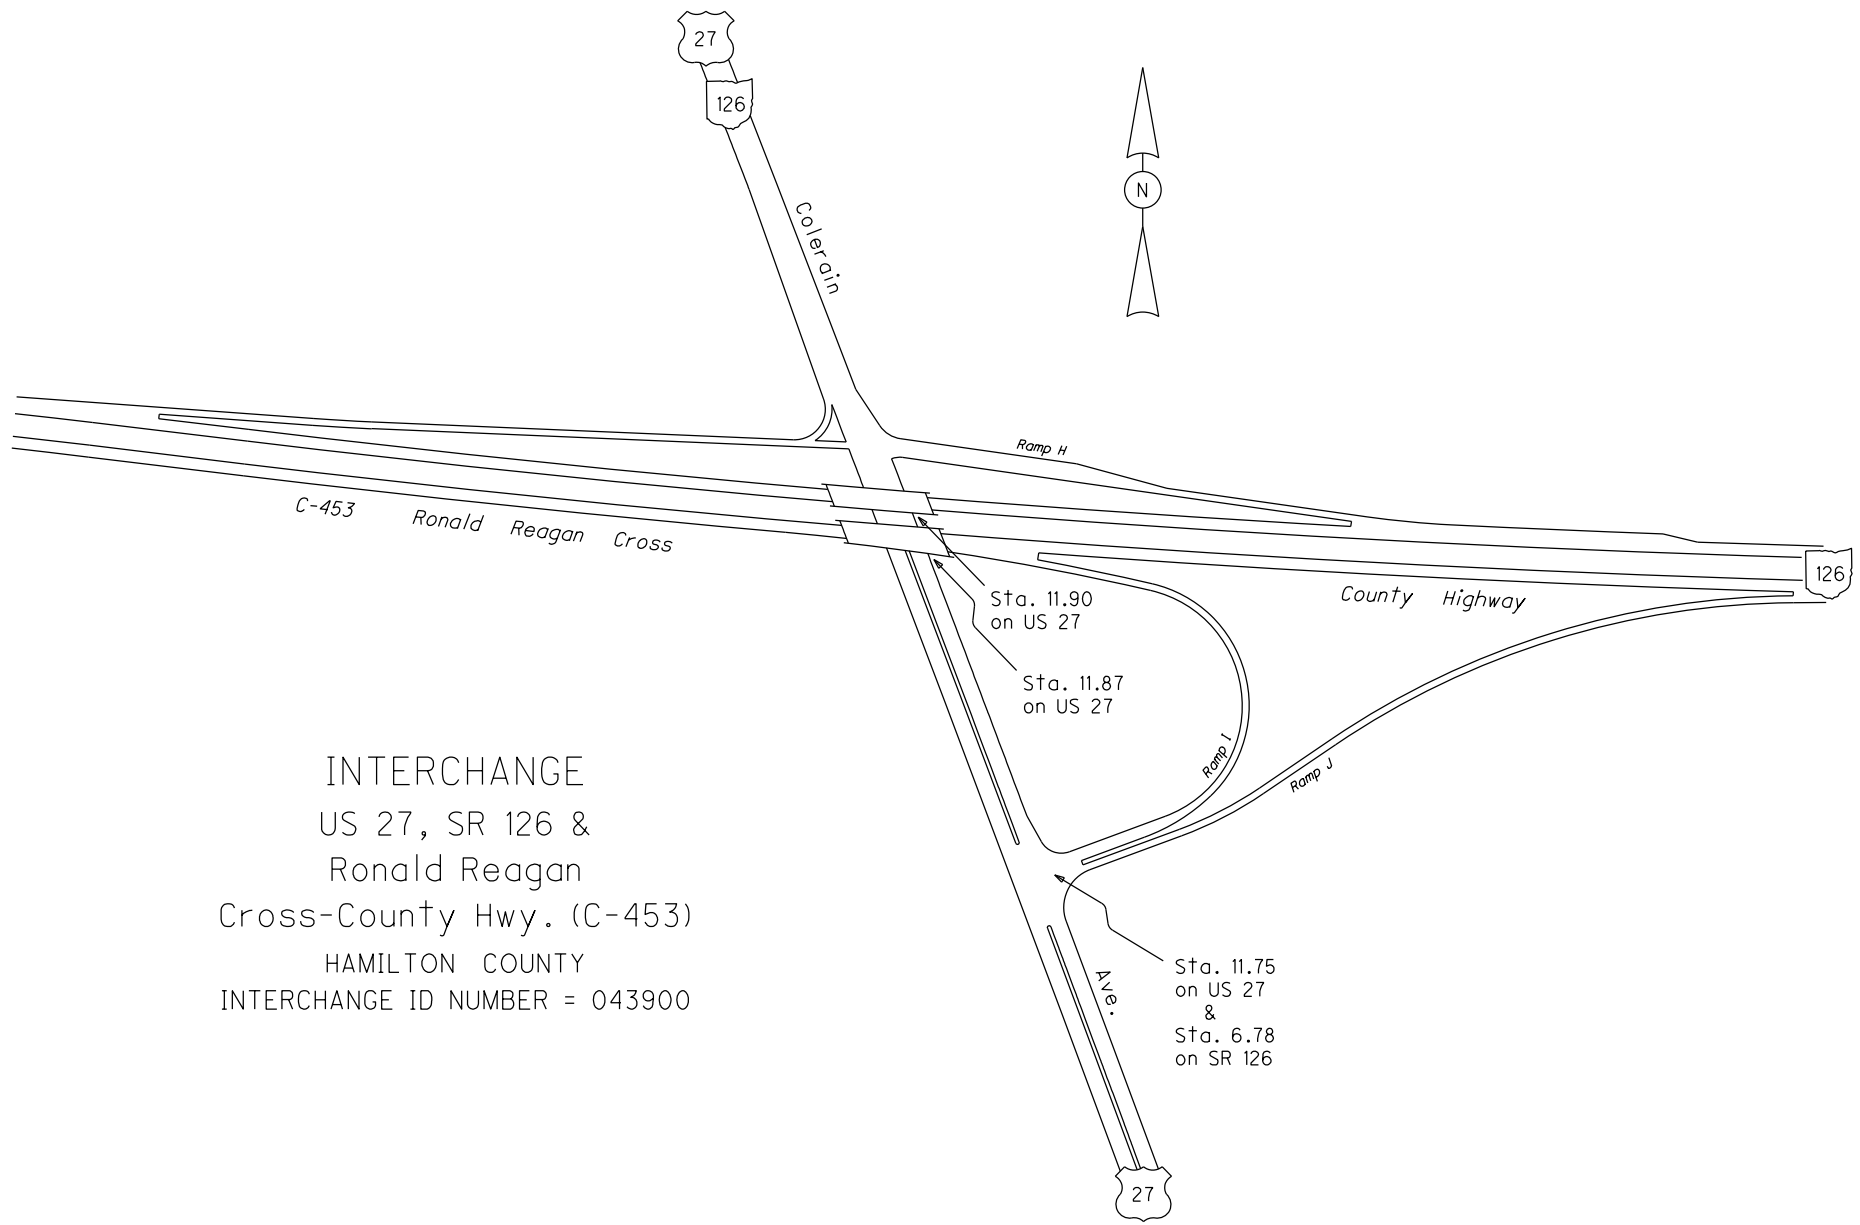 27
126
N
Colerain
Ramp H
C-453 Ronald Reagan Cross
County Highway
126
Sta. 11.90
on US 27
Sta. 11.87
on US 27
Ramp I
Ramp J
INTERCHANGE
US 27, SR 126 &
Ronald Reagan
Cross-County Hwy. (C-453)
HAMILTON COUNTY
INTERCHANGE ID NUMBER = 043900
Ave.
Sta. 11.75
on US 27
&
Sta. 6.78
on SR 126
27